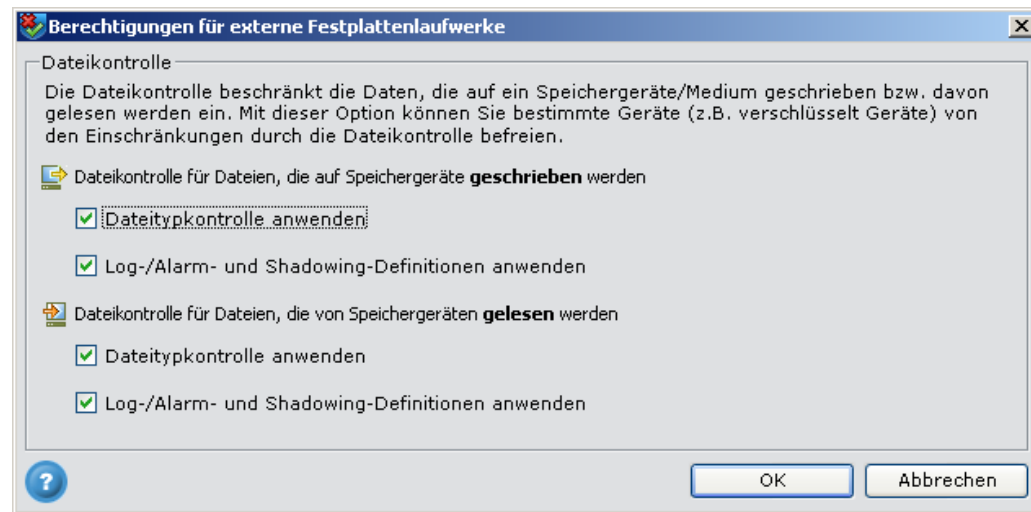 Berechtigungen für externe Festplattenlaufwerke
Dateikontrolle
Die Dateikontrolle beschränkt die Daten, die auf ein Speichergeräte/Medium geschrieben bzw. davon
gelesen werden ein. Mit dieser Option können Sie bestimmte Geräte (z.B. verschlüsselt Geräte) von
den Einschränkungen durch die Dateikontrolle befreien.
Dateikontrolle für Dateien, die auf Speichergeräte geschrieben werden
Dateitypkontrolle anwenden
Log-/Alarm- und Shadowing-Definitionen anwenden
Dateikontrolle für Dateien, die von Speichergeräten gelesen werden
Dateitypkontrolle anwenden
Log-/Alarm- und Shadowing-Definitionen anwenden
? OK Abbrechen